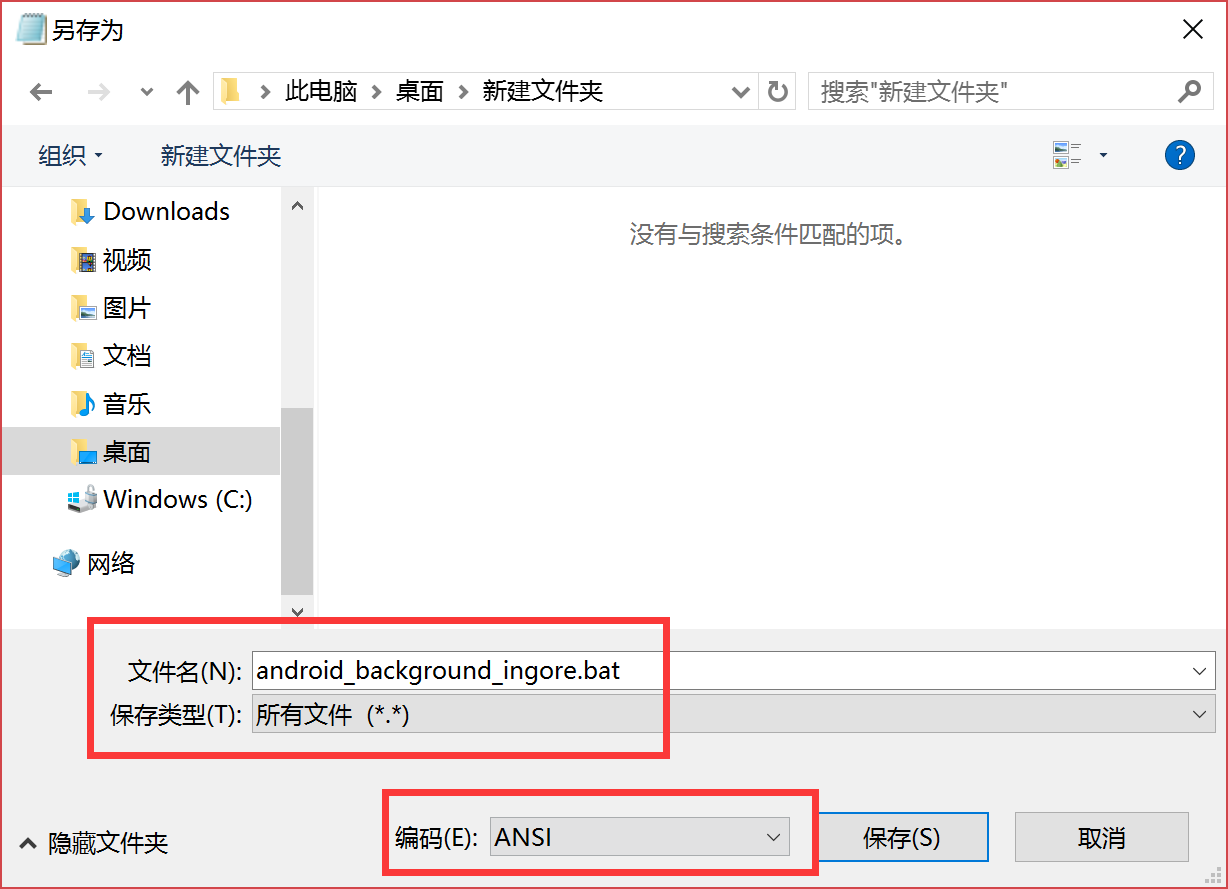 另存为
此电脑 桌面 新建文件夹 搜索"新建文件夹"
组织 新建文件夹
Downloads
没有与搜索条件匹配的项。
视频
图片
文档
音乐
桌面
Windows (C:)
网络
文件名(N): android_background_ingore.bat
保存类型(T): 所有文件 (*.*)
隐藏文件夹 编码(E): ANSI 保存(S) 取消